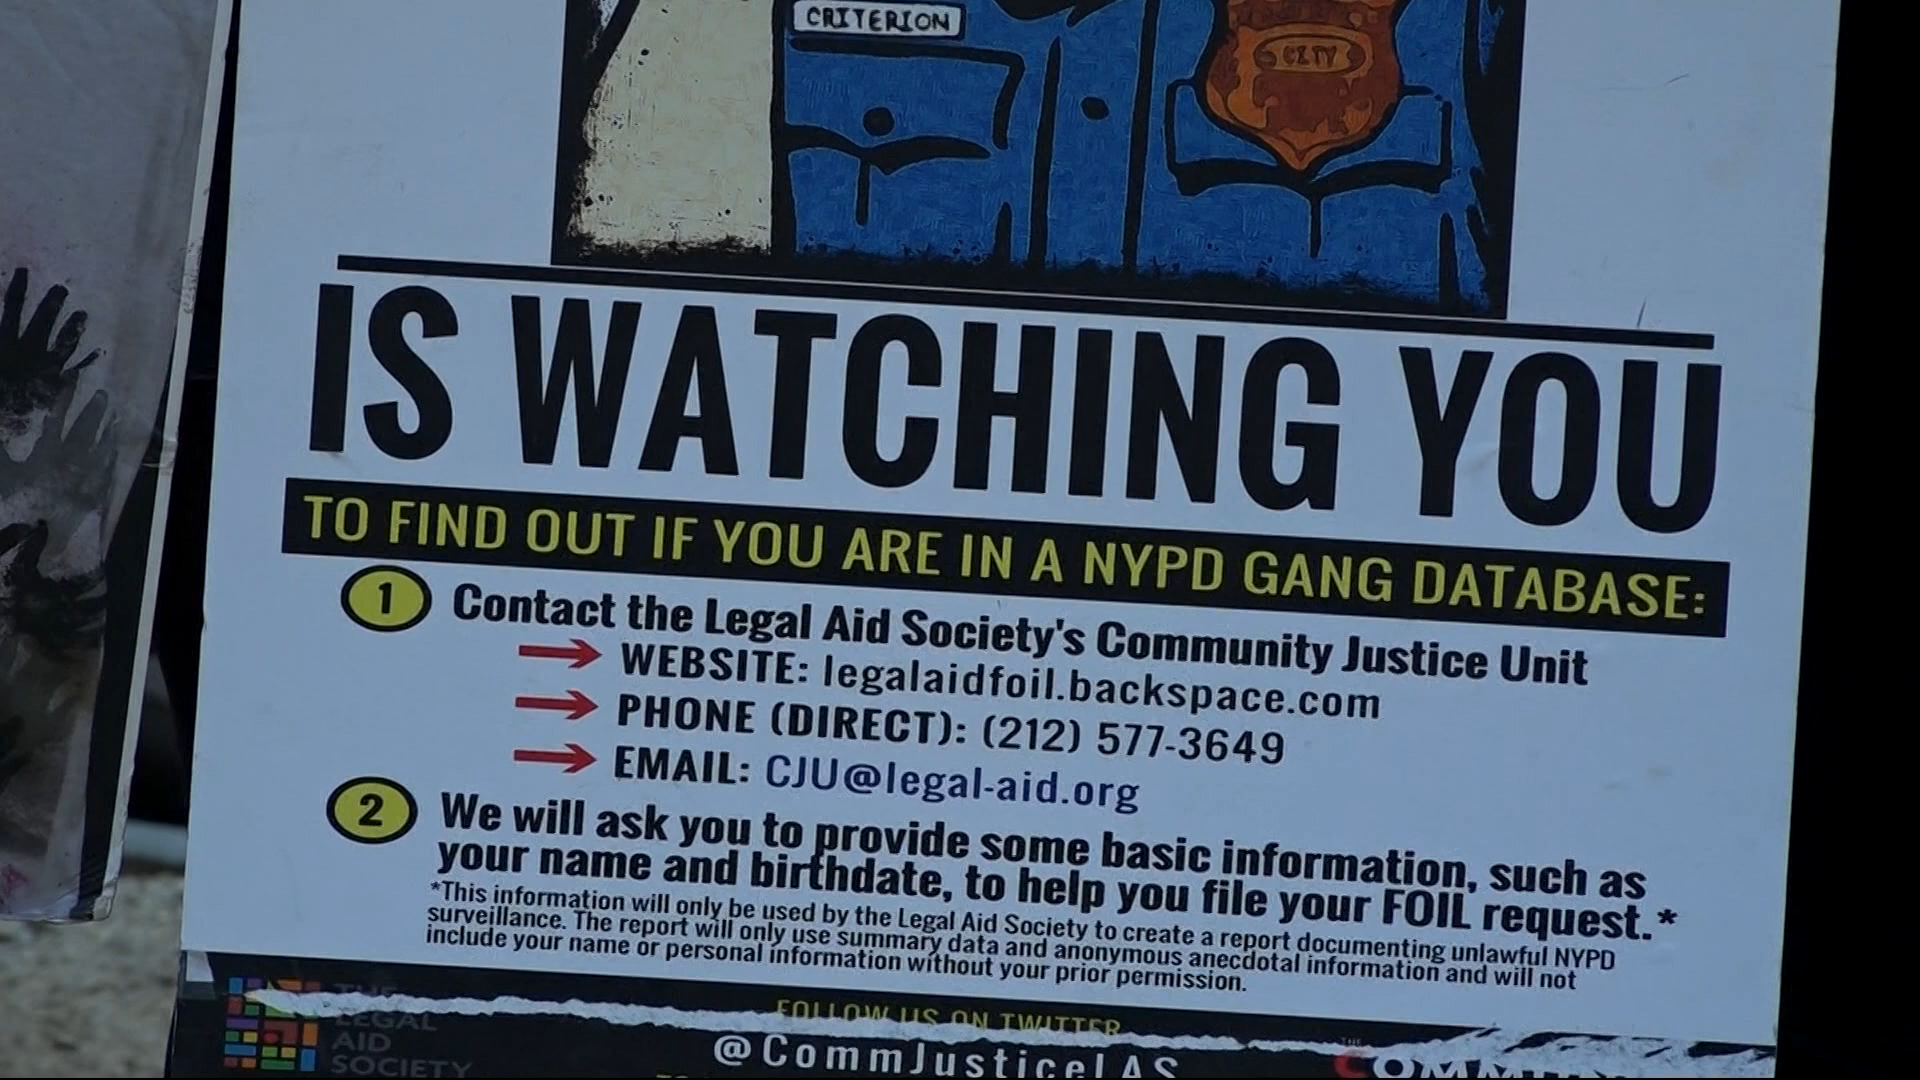 CRITERION
CITY
IS WATCHING YOU
TO FIND OUT IF YOU ARE IN A NYPD GANG DATABASE:
1 Contact the Legal Aid Society's Community Justice Unit
WEBSITE: legalaidfoil.backspace.com
PHONE (DIRECT): (212) 577-3649
EMAIL: CJU@legal-aid.org
2 We will ask you to provide some basic information, such as
your name and birthdate, to help you file your FOIL request.*
*This information will only be used by the Legal Aid Society to create a report documenting unlawful NYPD
surveillance. The report will only use summary data and anonymous anecdotal information and will not
include your name or personal information without your prior permission.
THE
LEGAL
AID
SOCIETY
FOLLOW US ON TWITTER
@CommJusticeLAS
THE